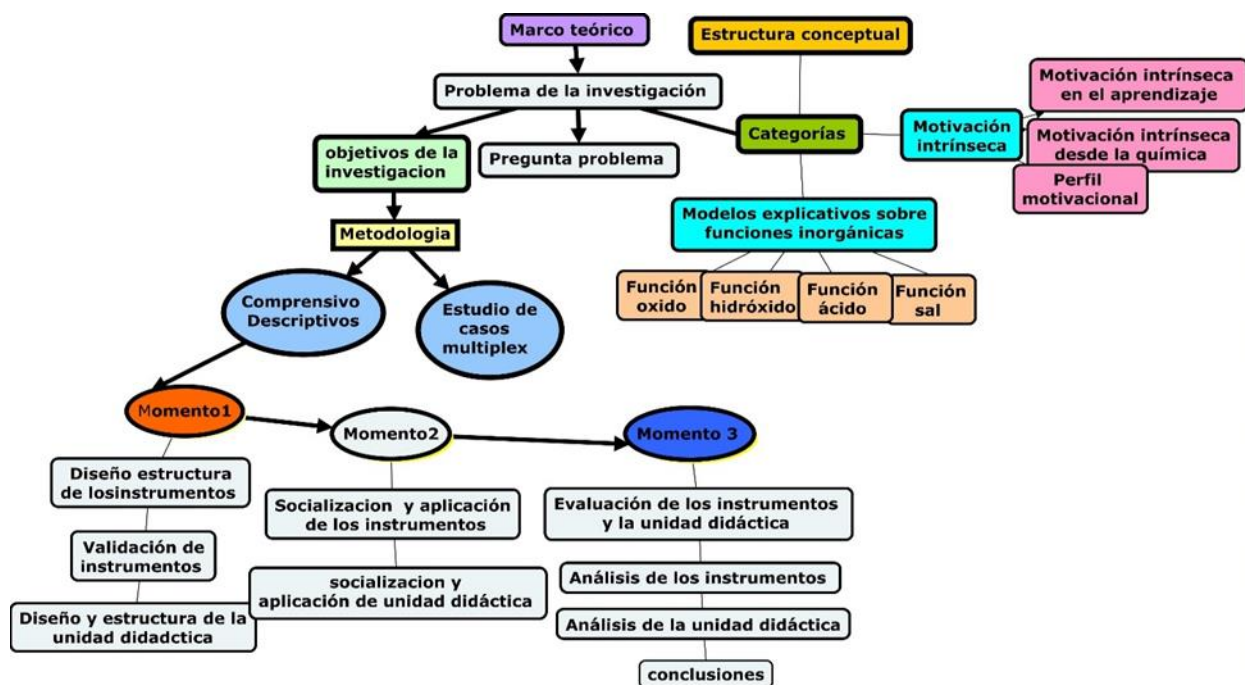 Marco teórico
Estructura conceptual
Problema de la investigación
Motivación intrínseca
en el aprendizaje
objetivos de la
investigacion
Pregunta problema
Categorías
Motivación
intrínseca
Motivación intrínseca
desde la química
Perfil
motivacional
Metodologia
Modelos explicativos sobre
funciones inorgánicas
Función
oxido
Función
hidróxido
Función
ácido
Función
sal
Comprensivo
Descriptivos
Estudio de
casos
multiplex
Momento1
Momento2
Momento 3
Diseño estructura
de losinstrumentos
Validación de
instrumentos
Diseño y estructura de la
unidad didadctica
Socializacion y aplicación
de los instrumentos
socializacion y
aplicación de unidad didáctica
Evaluación de los instrumentos
y la unidad didáctica
Análisis de los instrumentos
Análisis de la unidad didáctica
conclusiones